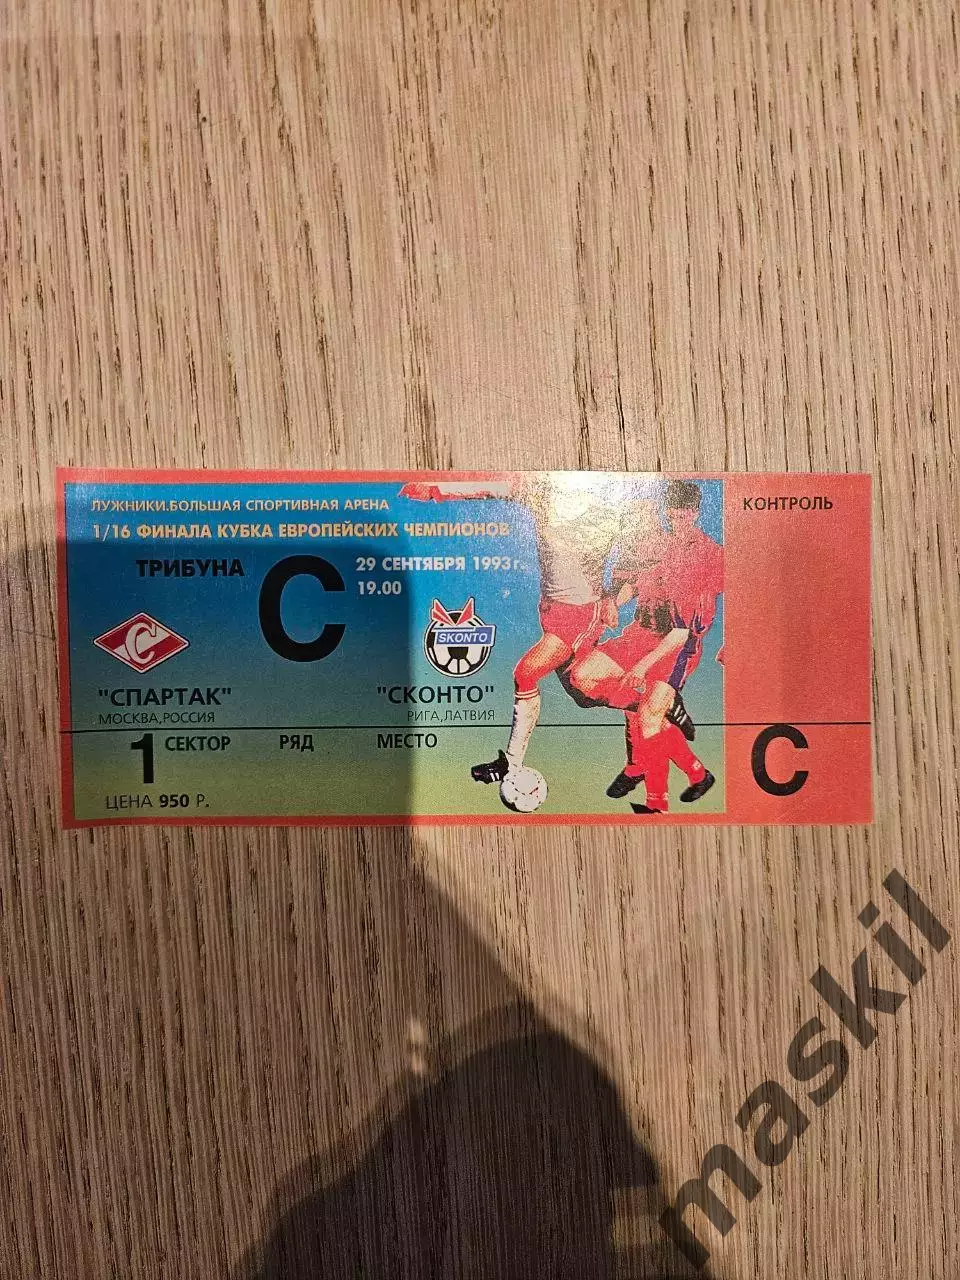 ЛУЖНИКИ.БОЛЬШАЯ СПОРТИВНАЯ АРЕНА
1/16 ФИНАЛА КУБКА ЕВРОПЕЙСКИХ ЧЕМПИОНОВ
ТРИБУНА С
29 СЕНТЯБРЯ 1993г.
19.00
С
SKONTO
"СПАРТАК"
МОСКВА,РОССИЯ
"СКОНТО"
РИГА,ЛАТВИЯ
1 СЕКТОР РЯД МЕСТО
ЦЕНА 950 Р.
КОНТРОЛЬ
С
maskil